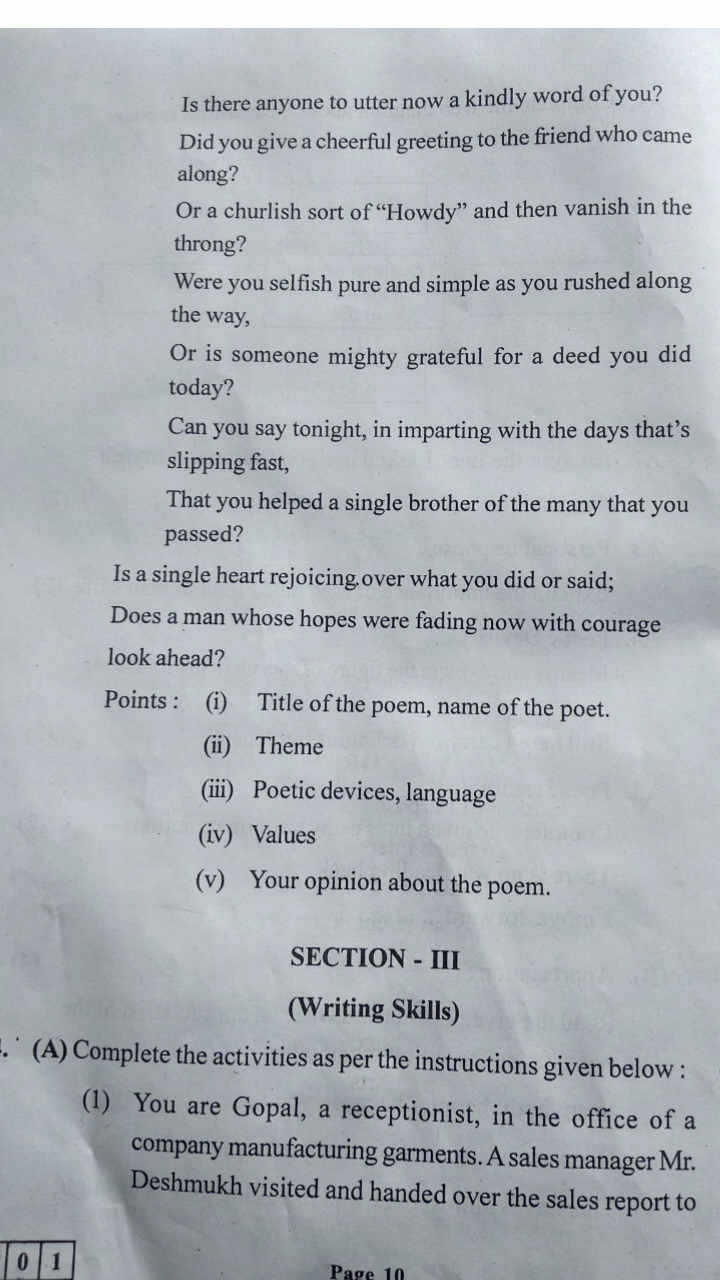 Is there anyone to utter now a kindly word of you?
Did you give a cheerful greeting to the friend who came
along?
Or a churlish sort of “Howdy” and then vanish in the
throng?
Were you selfish pure and simple as you rushed along
the way,
Or is someone mighty grateful for a deed you did
today?
Can you say tonight, in imparting with the days that's
slipping fast,
That you helped a single brother of the many that you
passed?
Is a single heart rejoicing over what you did or said;
Does a man whose hopes were fading now with courage
look ahead?
Points : (i) Title of the poem, name of the poet.
(ii) Theme
(iii) Poetic devices, language
(iv) Values
(v) Your opinion about the poem.
SECTION - III
(Writing Skills)
(A) Complete the activities as per the instructions given below :
(1) You are Gopal, a receptionist, in the office of a
company manufacturing garments. A sales manager Mr.
Deshmukh visited and handed over the sales report to
0 1
Page 10